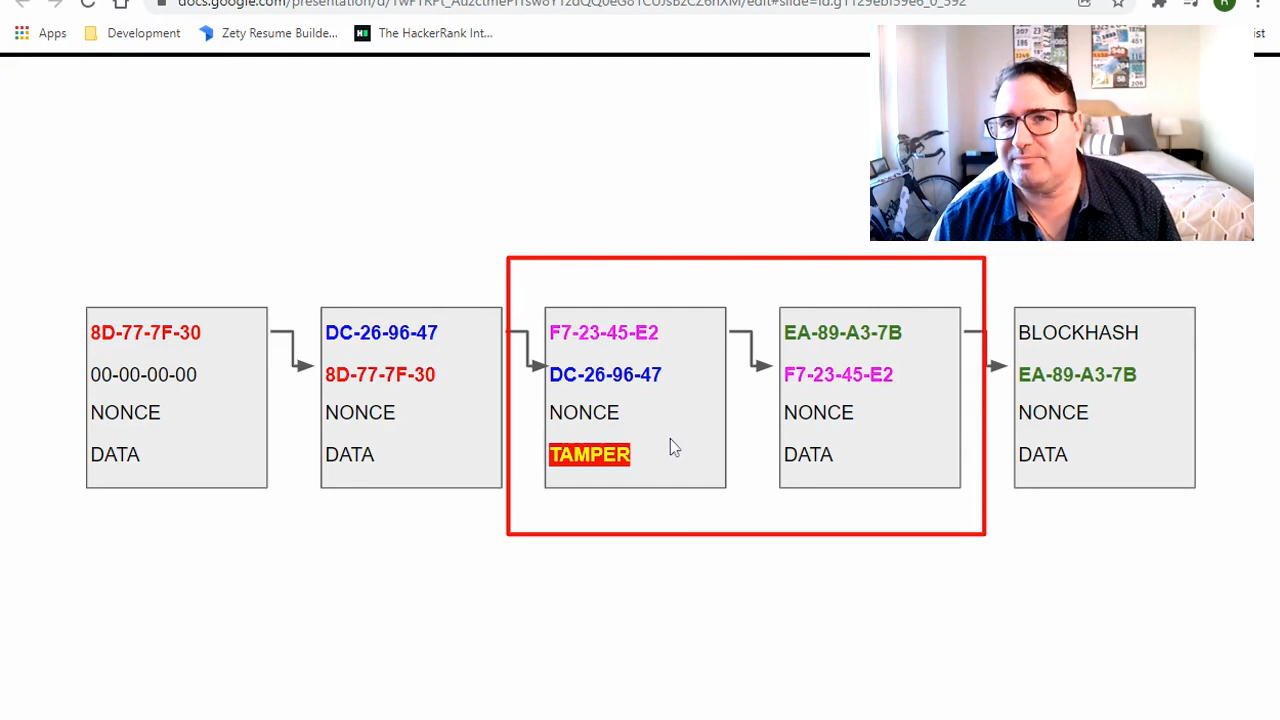 Apps
Development
Zety Resume Builde...
The HackerRank Int...
ist
8D-77-7F-30
00-00-00-00
NONCE
DATA
DC-26-96-47
8D-77-7F-30
NONCE
DATA
F7-23-45-E2
DC-26-96-47
NONCE
TAMPER
EA-89-A3-7B
F7-23-45-E2
NONCE
DATA
BLOCKHASH
EA-89-A3-7B
NONCE
DATA